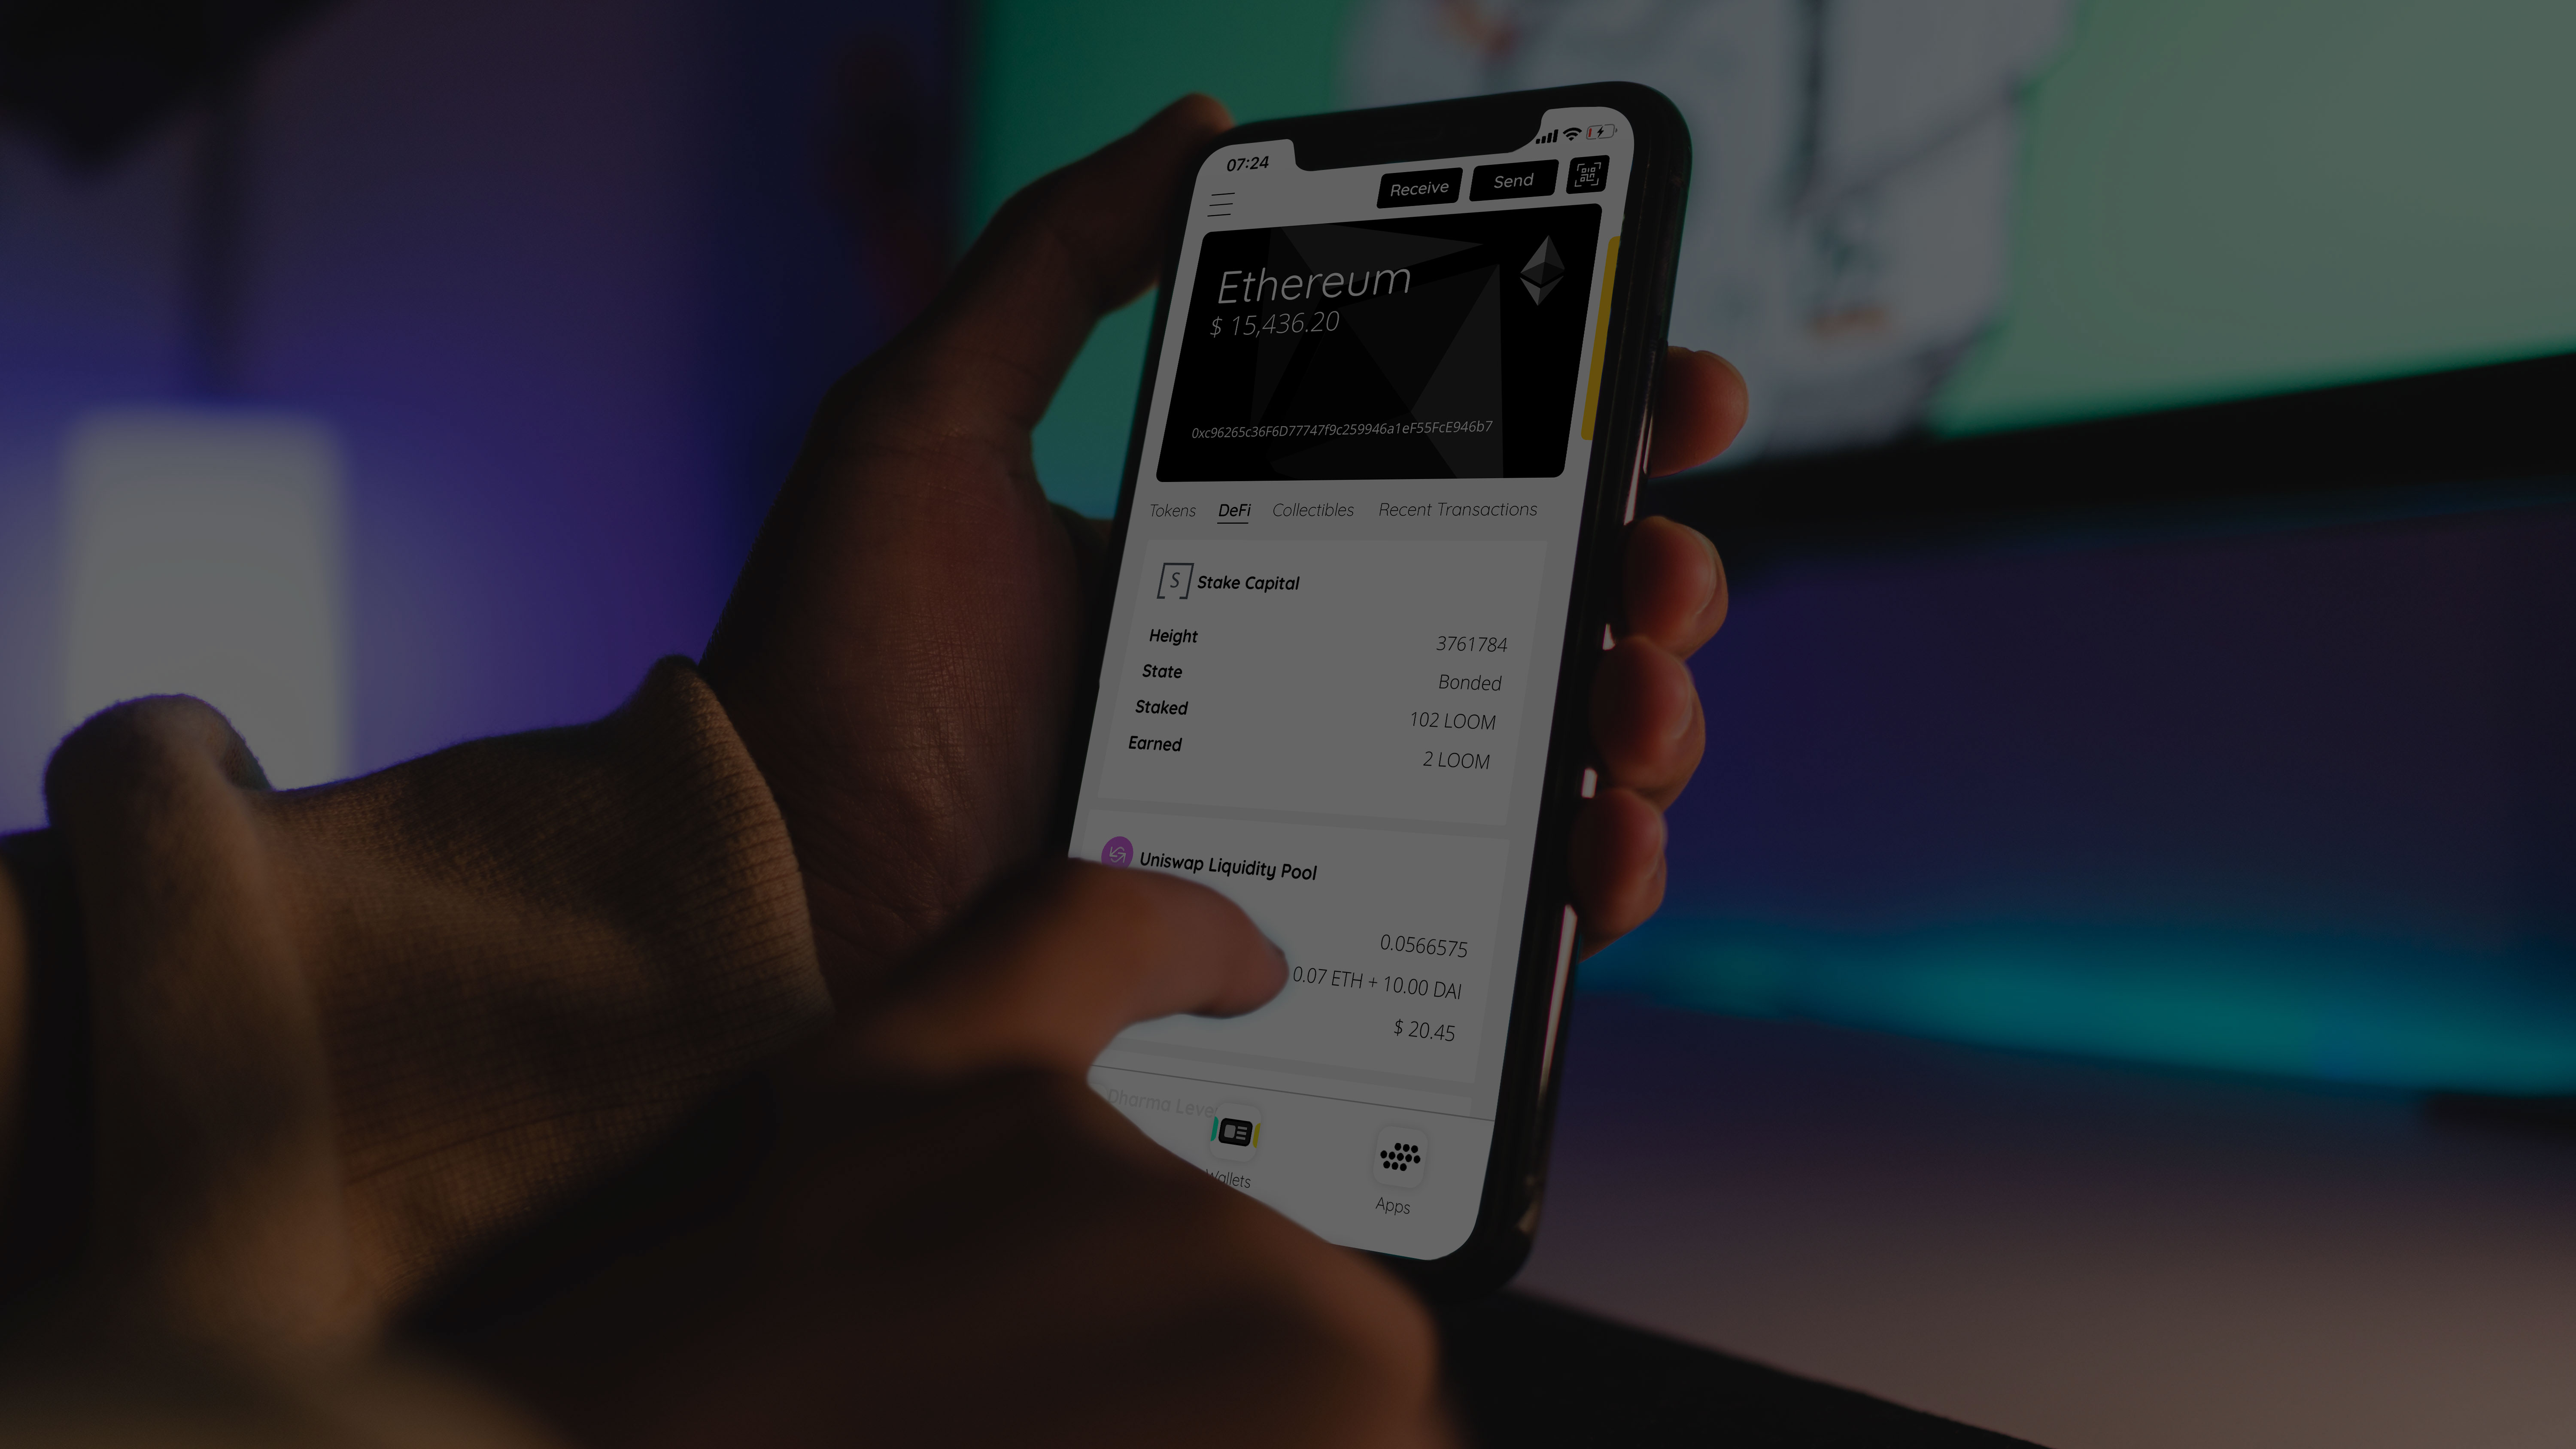 07:24
Receive
Send
Ethereum
$ 15,436.20
0xc96265c36F6D77747f9c259946a1eF55FcE946b7
Tokens DeFi Collectibles Recent Transactions
S Stake Capital
Height 3761784
State Bonded
Staked 102 LOOM
Earned 2 LOOM
Uniswap Liquidity Pool
0.0566575
0.07 ETH + 10.00 DAI
$ 20.45
Dharma Leve
Wallets
Apps